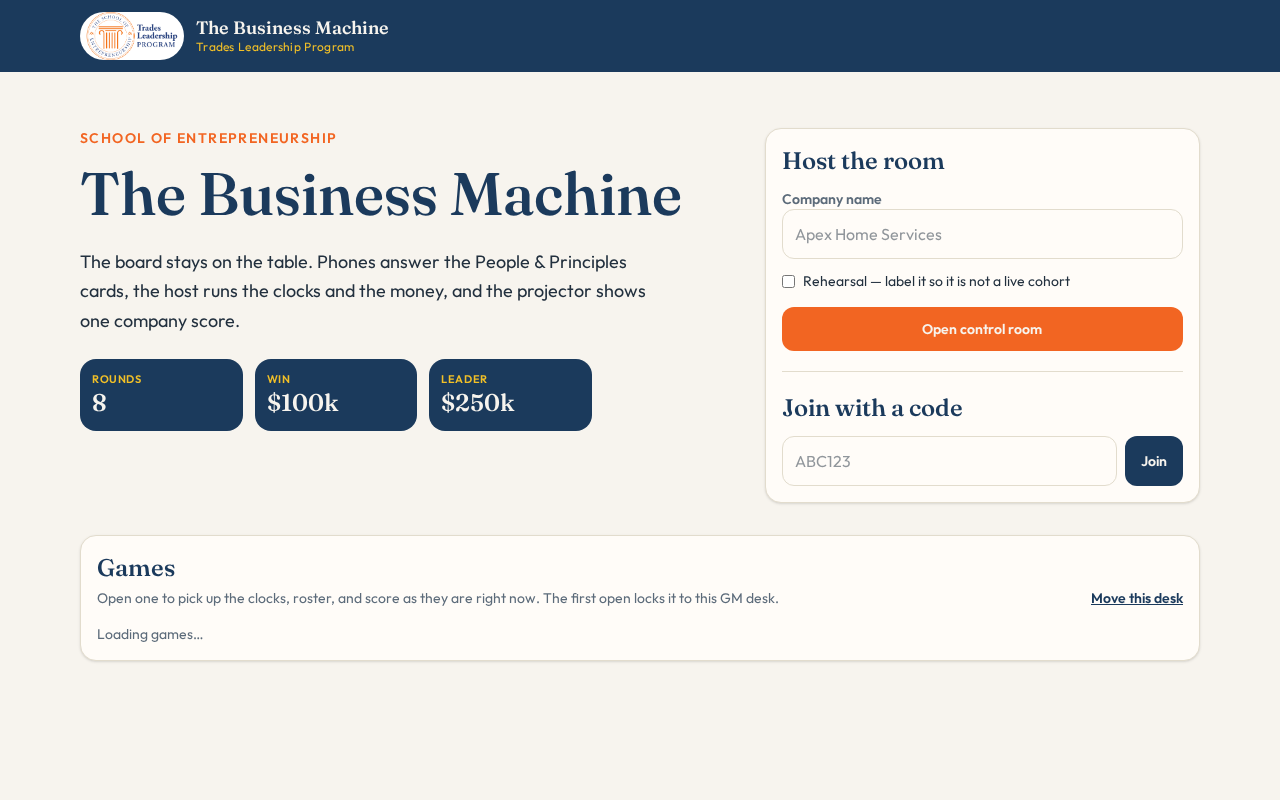 THE SCHOOL OF ENTREPRENEURSHIP
Trades
Leadership
PROGRAM
The Business Machine
Trades Leadership Program
SCHOOL OF ENTREPRENEURSHIP
The Business Machine
The board stays on the table. Phones answer the People & Principles
cards, the host runs the clocks and the money, and the projector shows
one company score.
ROUNDS
8
WIN
$100k
LEADER
$250k
Host the room
Company name
Apex Home Services
Rehearsal — label it so it is not a live cohort
Open control room
Join with a code
ABC123
Join
Games
Open one to pick up the clocks, roster, and score as they are right now. The first open locks it to this GM desk.
Move this desk
Loading games…